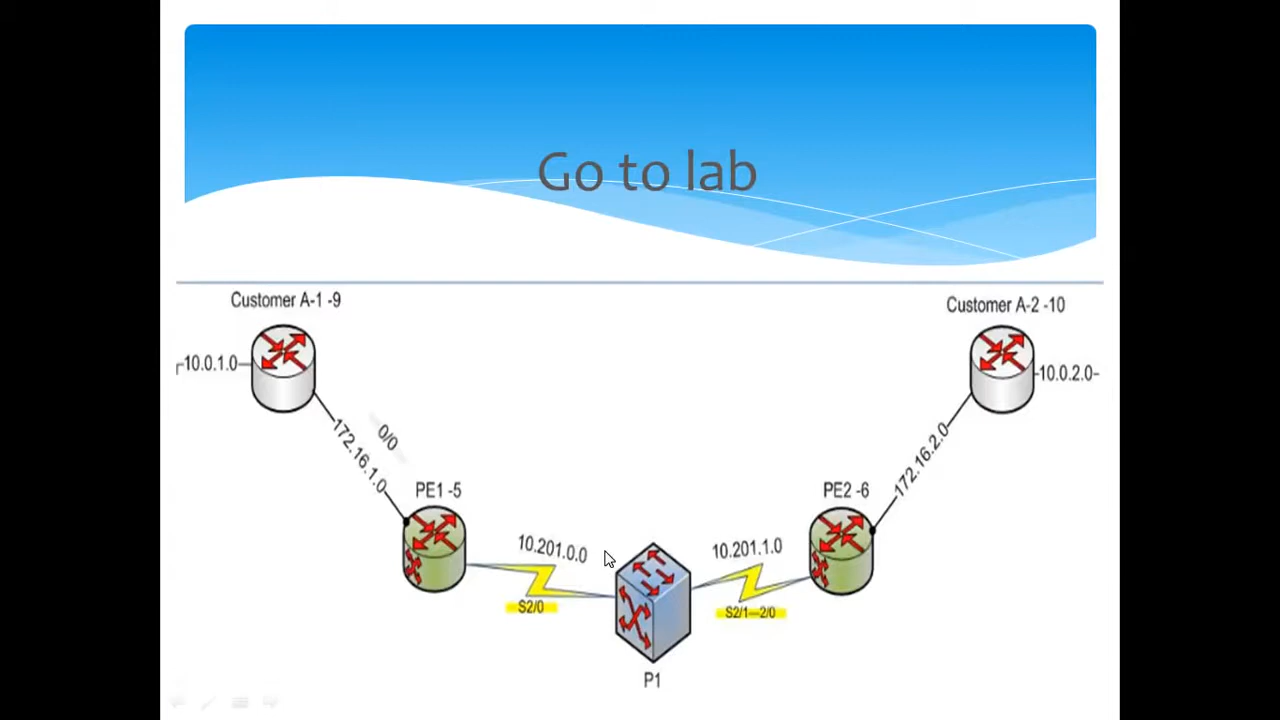 Go to lab
Customer A-1 -9
Customer A-2 -10
10.0.1.0
10.0.2.0
0/0
172.16.1.0
172.16.2.0
PE1 -5
PE2 -6
10.201.0.0
10.201.1.0
S2/0
S2/1—2/0
P1